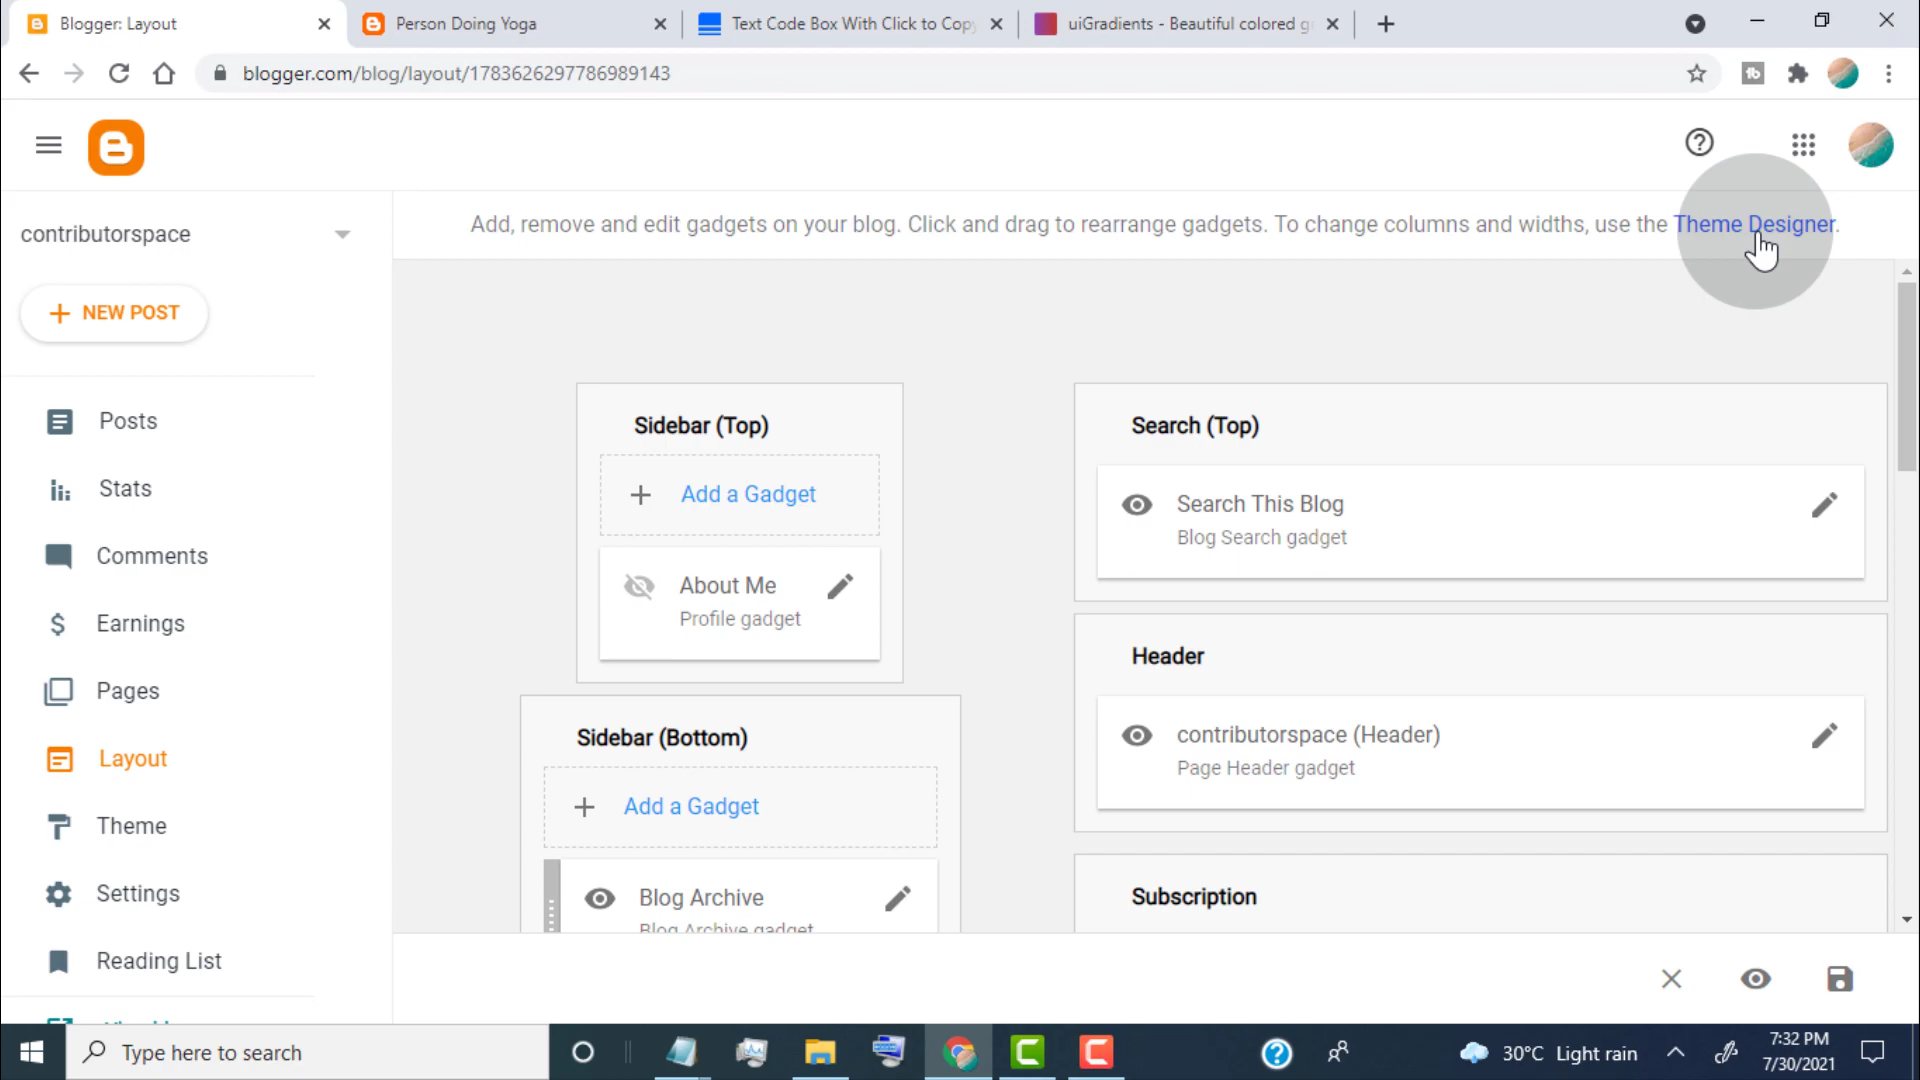 Blogger: Layout
Person Doing Yoga
Text Code Box With Click to Copy
uiGradients - Beautiful colored g
blogger.com/blog/layout/1783626297786989143
contributorspace
Add, remove and edit gadgets on your blog. Click and drag to rearrange gadgets. To change columns and widths, use the Theme Designer.
NEW POST
Posts
Stats
Comments
Earnings
Pages
Layout
Theme
Settings
Reading List
Sidebar (Top)
Add a Gadget
About Me
Profile gadget
Sidebar (Bottom)
Add a Gadget
Blog Archive
Blog Archive gadget
Search (Top)
Search This Blog
Blog Search gadget
Header
contributorspace (Header)
Page Header gadget
Subscription
Type here to search
30°C Light rain
7:32 PM
7/30/2021